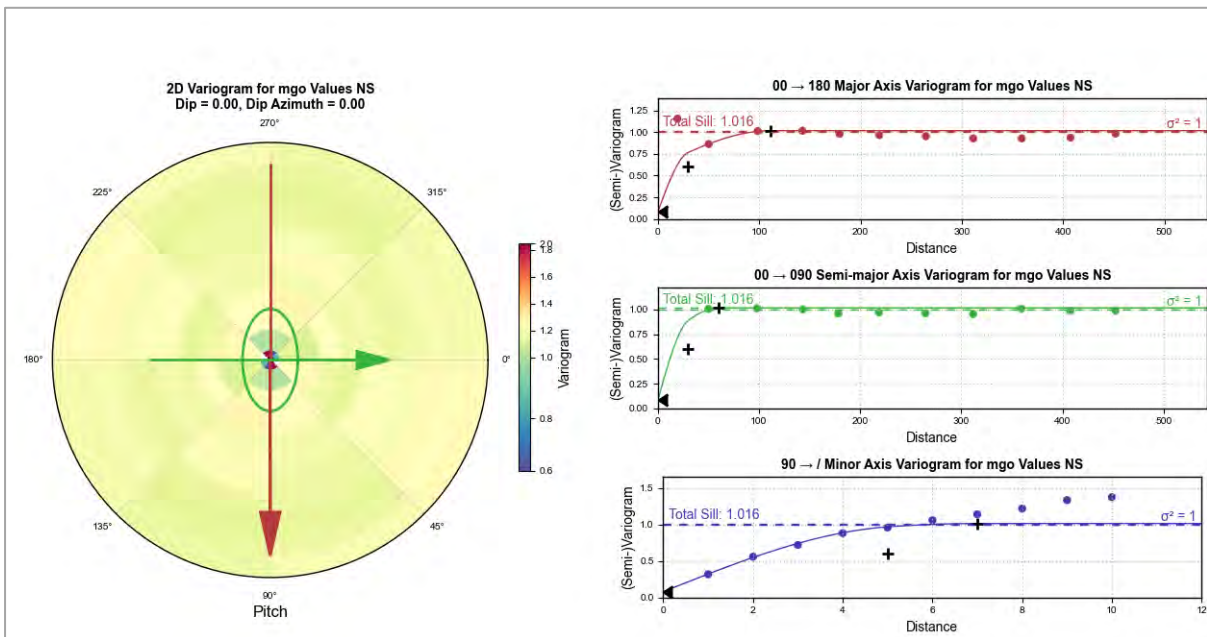 2D Variogram for mgo Values NS
Dip = 0.00, Dip Azimuth = 0.00
270°
225°
315°
180°
0°
135°
45°
90°
Pitch
2.0
1.8
1.6
1.4
1.2
1.0
0.8
0.6
Variogram
00 → 180 Major Axis Variogram for mgo Values NS
Total Sill: 1.016
σ² = 1
1.25
1.00
0.75
0.50
0.25
0.00
(Semi-)Variogram
0 100 200 300 400 500
Distance
00 → 090 Semi-major Axis Variogram for mgo Values NS
Total Sill: 1.016
σ² = 1
1.00
0.75
0.50
0.25
0.00
(Semi-)Variogram
0 100 200 300 400 500
Distance
90 → / Minor Axis Variogram for mgo Values NS
Total Sill: 1.016
σ² = 1
1.5
1.0
0.5
0.0
(Semi-)Variogram
0 2 4 6 8 10 12
Distance